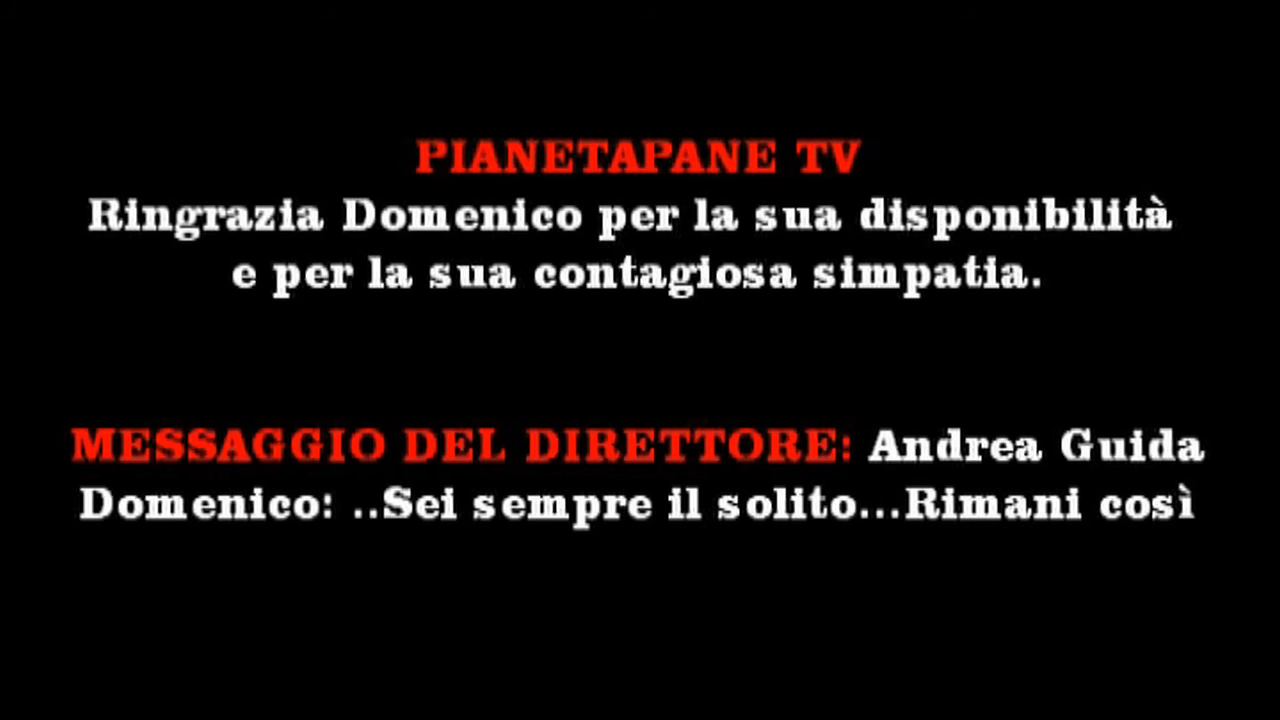 PIANETAPANE TV
Ringrazia Domenico per la sua disponibilità
e per la sua contagiosa simpatia.
MESSAGGIO DEL DIRETTORE: Andrea Guida
Domenico: ..Sei sempre il solito...Rimani così